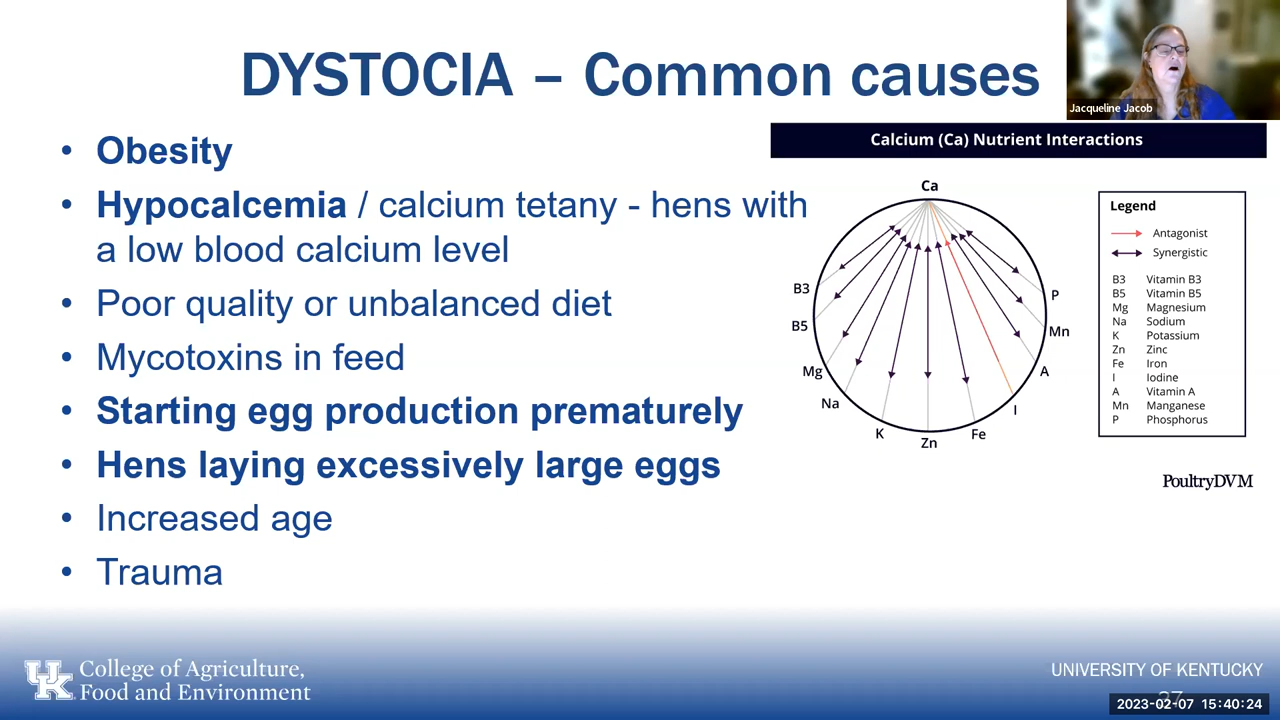 DYSTOCIA – Common causes
Jacqueline Jacob
• Obesity
• Hypocalcemia / calcium tetany - hens with
a low blood calcium level
• Poor quality or unbalanced diet
• Mycotoxins in feed
• Starting egg production prematurely
• Hens laying excessively large eggs
• Increased age
• Trauma
Calcium (Ca) Nutrient Interactions
Ca
B3
B5
Mg
Na
K
Zn
Fe
I
A
Mn
P
Legend
Antagonist
Synergistic
B3 Vitamin B3
B5 Vitamin B5
Mg Magnesium
Na Sodium
K Potassium
Zn Zinc
Fe Iron
I Iodine
A Vitamin A
Mn Manganese
P Phosphorus
PoultryDVM
UK College of Agriculture,
Food and Environment
UNIVERSITY OF KENTUCKY
2023-02-07 15:40:24